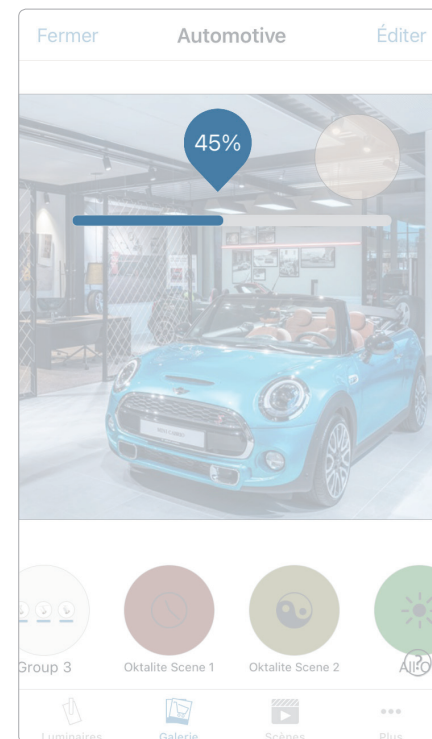 Fermer Automotive Éditer
45%
Group 3 Oktalite Scene 1 Oktalite Scene 2
Luminaires Galerie Scènes Plus